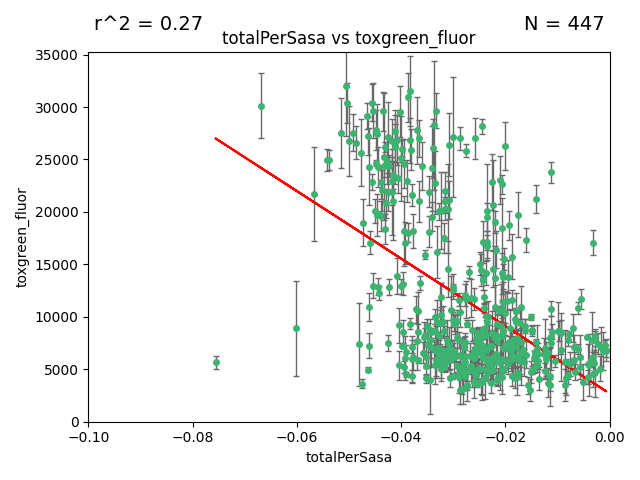 r^2 = 0.27
N = 447
totalPerSasa vs toxgreen_fluor
toxgreen_fluor
35000
30000
25000
20000
15000
10000
5000
0
−0.10
−0.08
−0.06
−0.04
−0.02
0.00
totalPerSasa